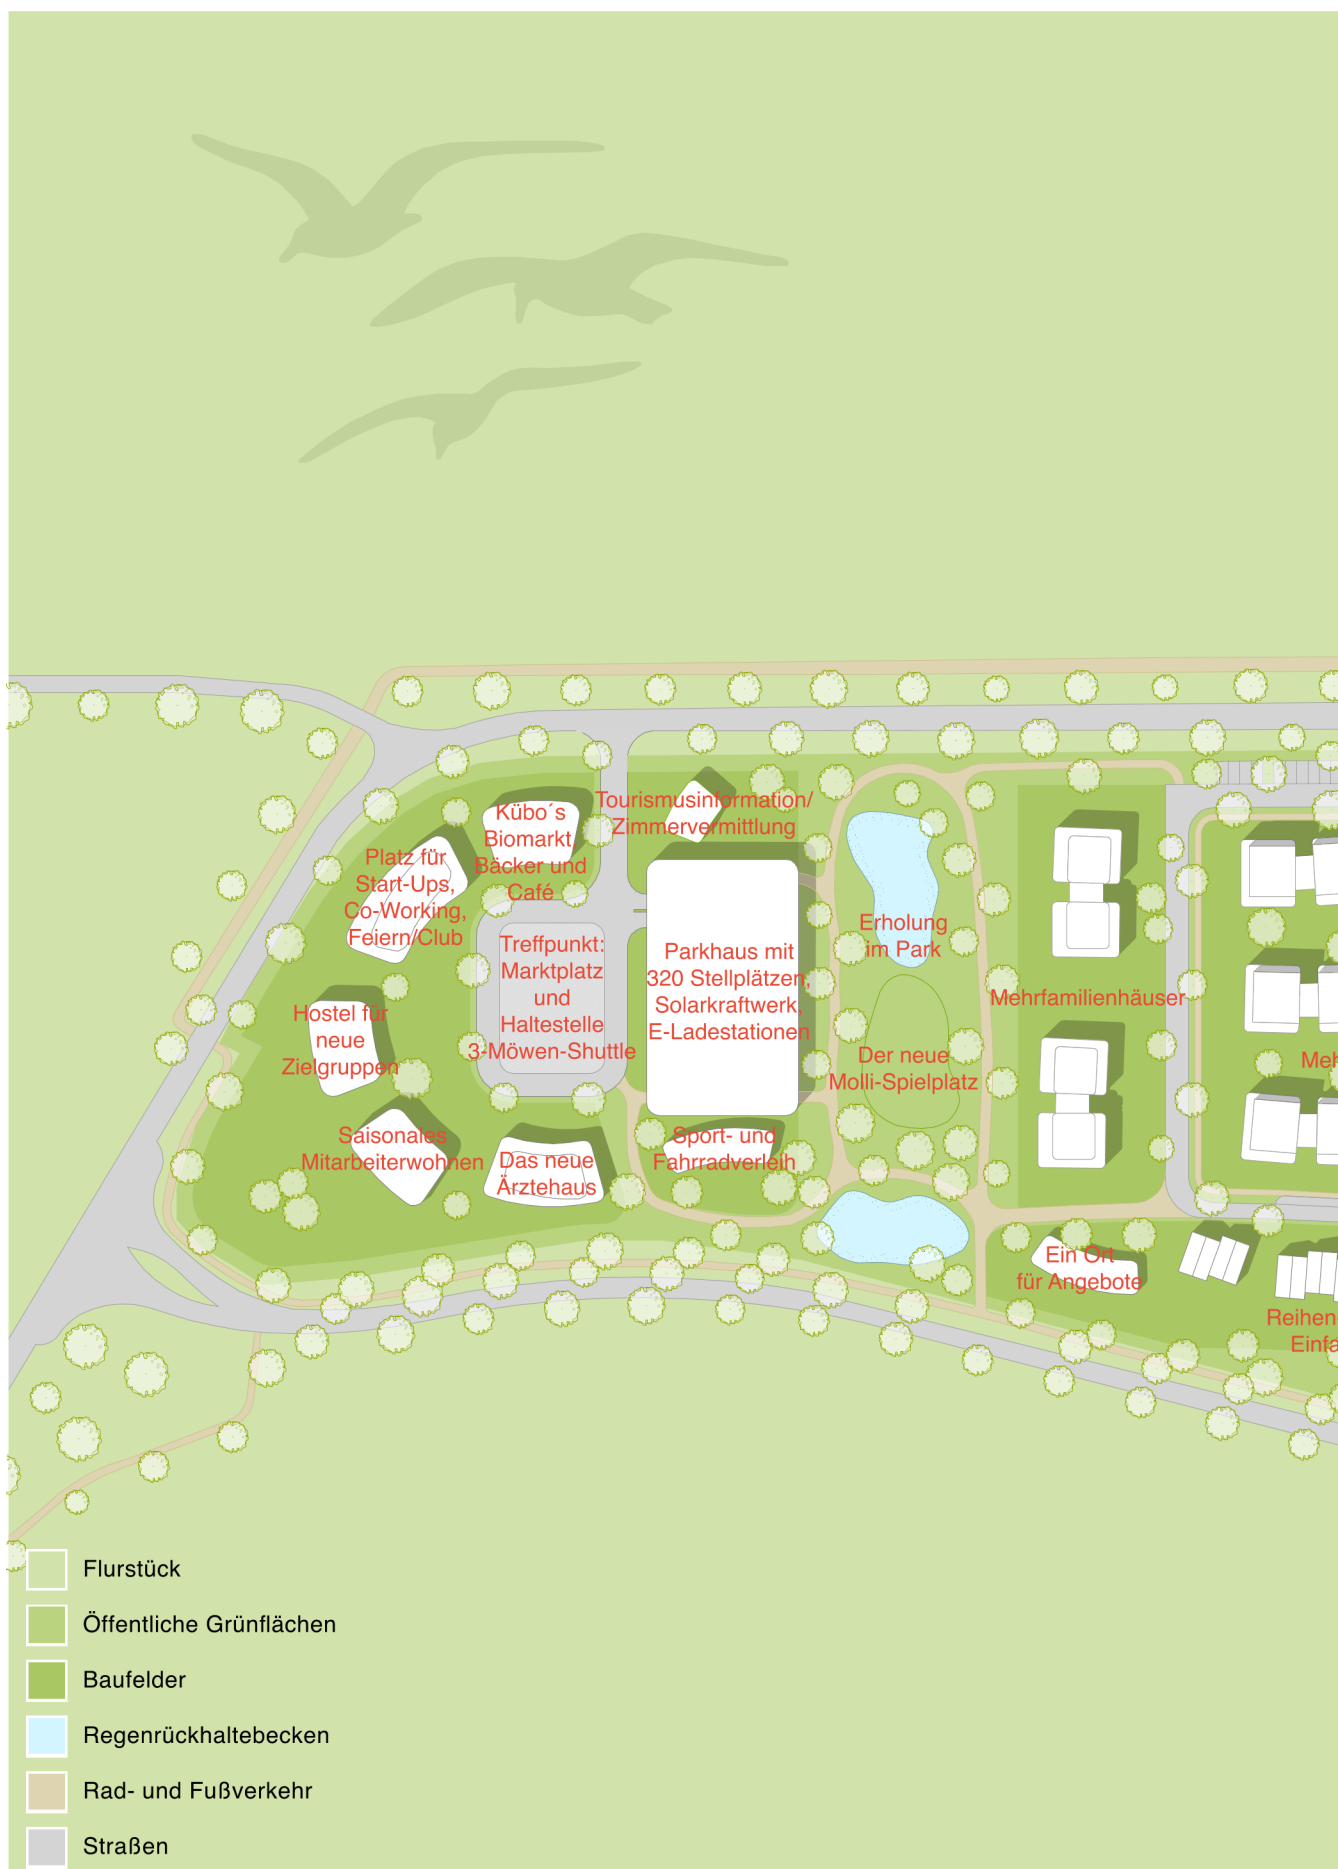 Kübo´s
Biomarkt
Bäcker und
Café
Tourismusinformation/
Zimmervermittlung
Platz für
Start-Ups,
Co-Working,
Feiern/Club
Treffpunkt:
Marktplatz
und
Haltestelle
3-Möwen-Shuttle
Parkhaus mit
320 Stellplätzen,
Solarkraftwerk,
E-Ladestationen
Erholung
im Park
Mehrfamilienhäuser
Hostel für
neue
Zielgruppen
Der neue
Molli-Spielplatz
Meh
Saisonales
Mitarbeiterwohnen
Das neue
Ärztehaus
Sport- und
Fahrradverleih
Ein Ort
für Angebote
Reihen-
Einfa
Flurstück
Öffentliche Grünflächen
Baufelder
Regenrückhaltebecken
Rad- und Fußverkehr
Straßen